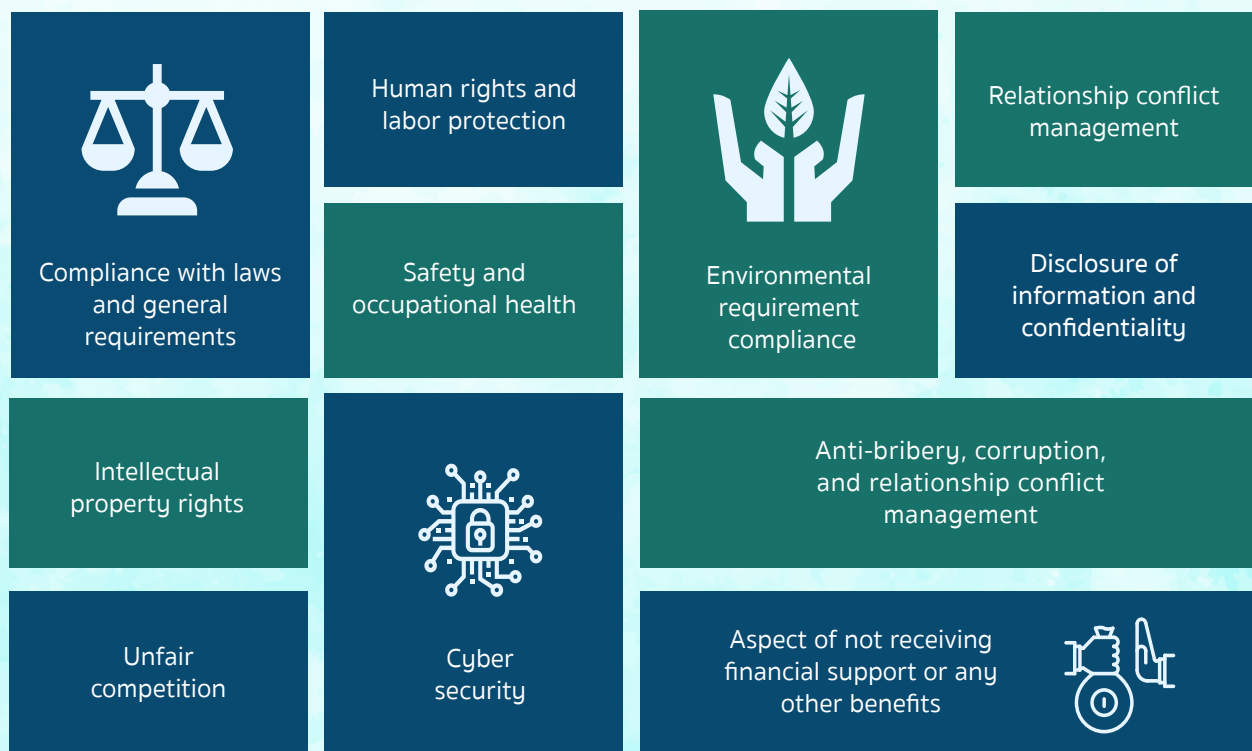 Compliance with laws
and general
requirements
Human rights and
labor protection
Safety and
occupational health
Environmental
requirement
compliance
Relationship conflict
management
Disclosure of
information and
confidentiality
Intellectual
property rights
Unfair
competition
Cyber
security
Anti-bribery, corruption,
and relationship conflict
management
Aspect of not receiving
financial support or any
other benefits